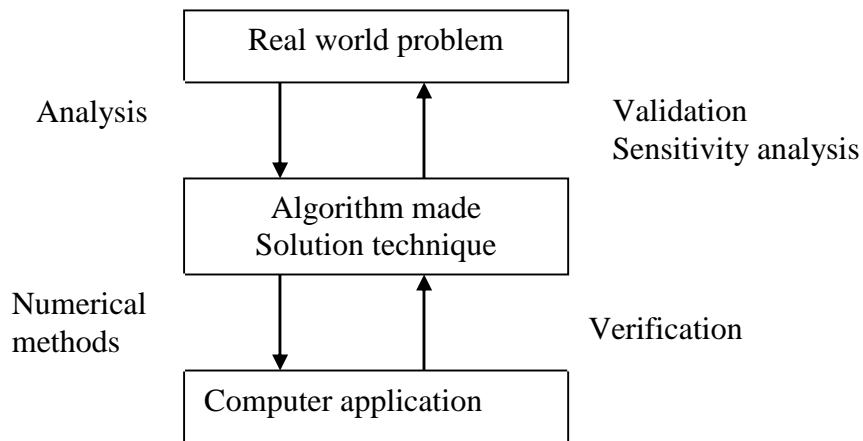 Real world problem
Analysis
Validation
Sensitivity analysis
Algorithm made
Solution technique
Numerical
methods
Verification
Computer application